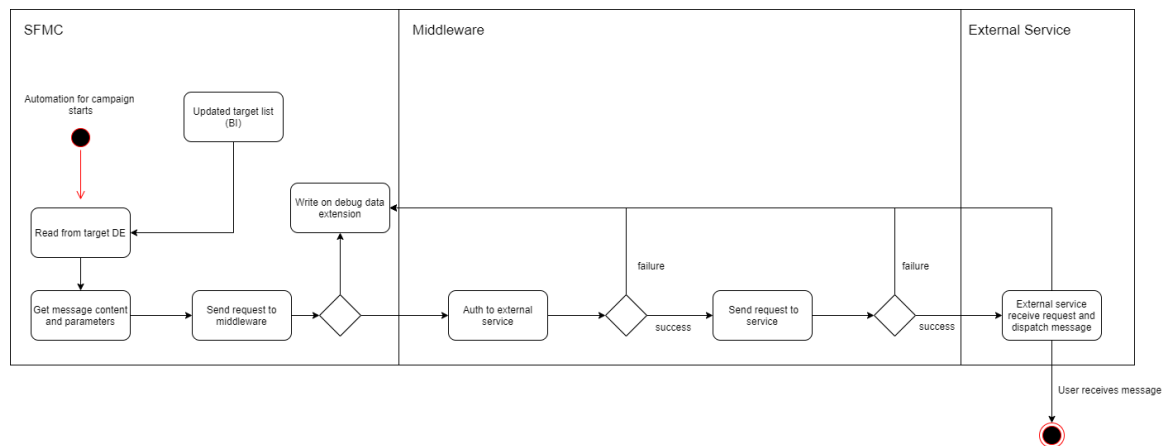 SFMC
Middleware
External Service
Automation for campaign
starts
Updated target list
(BI)
Write on debug data
extension
Read from target DE
failure
failure
Get message content
and parameters
Send request to
middleware
Auth to external
service
success
Send request to
service
success
External service
receive request and
dispatch message
User receives message